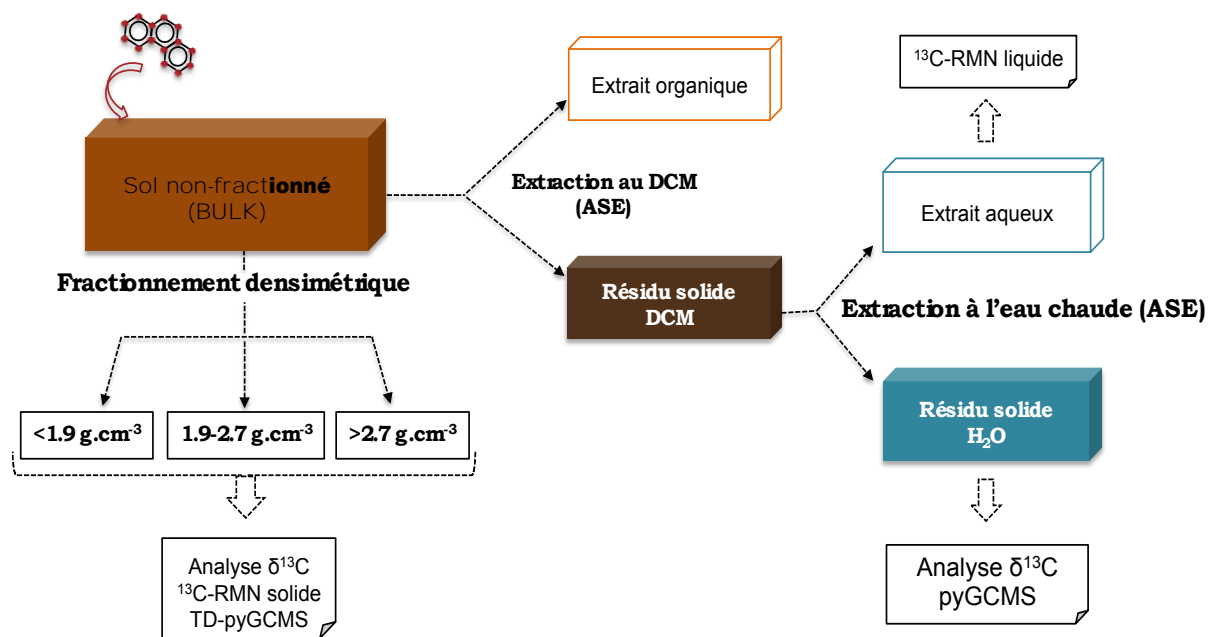 Sol non-fractionné
(BULK)
Fractionnement densimétrique
<1.9 g.cm⁻³
1.9-2.7 g.cm⁻³
>2.7 g.cm⁻³
Analyse δ¹³C
¹³C-RMN solide
TD-pyGCMS
Extrait organique
Extraction au DCM
(ASE)
Résidu solide
DCM
¹³C-RMN liquide
Extrait aqueux
Extraction à l'eau chaude (ASE)
Résidu solide
H₂O
Analyse δ¹³C
pyGCMS